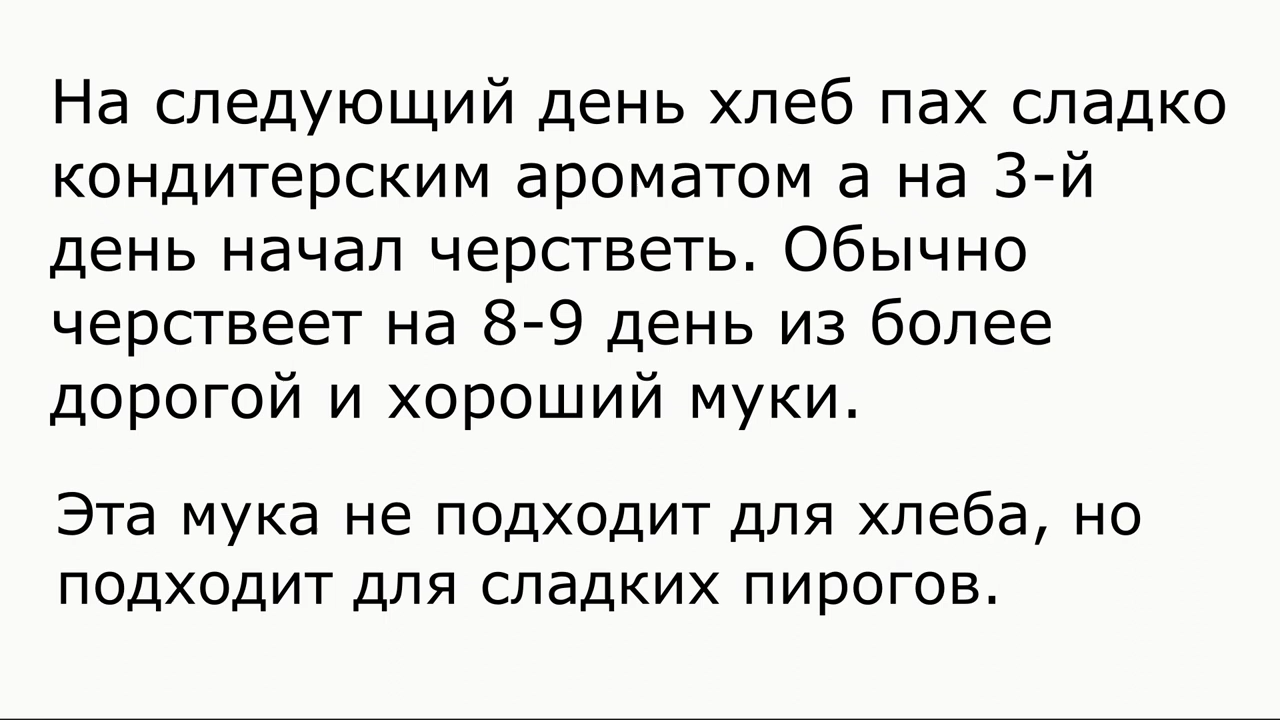 На следующий день хлеб пах сладко
кондитерским ароматом а на 3-й
день начал черстветь. Обычно
черствеет на 8-9 день из более
дорогой и хороший муки.
Эта мука не подходит для хлеба, но
подходит для сладких пирогов.